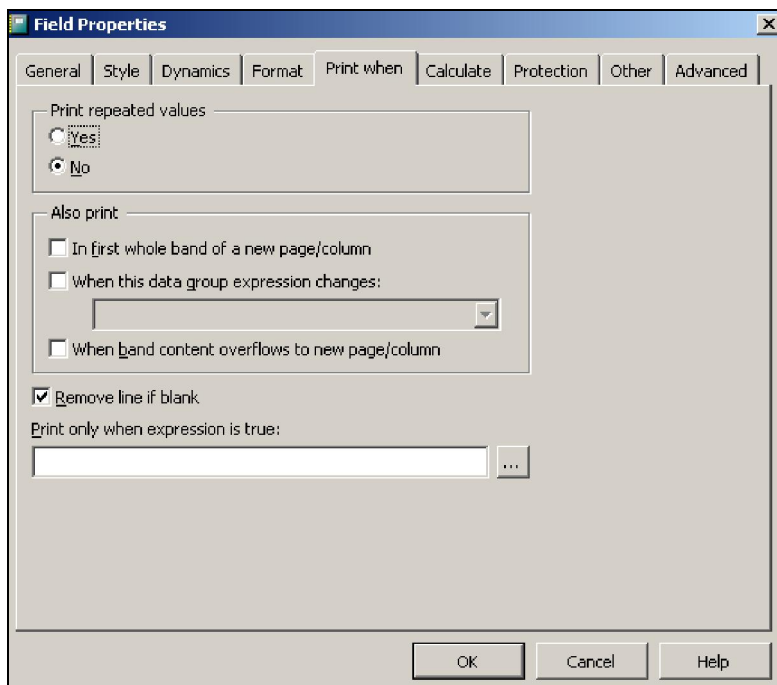 Field Properties
General Style Dynamics Format Print when Calculate Protection Other Advanced
Print repeated values
Yes
No
Also print
In first whole band of a new page/column
When this data group expression changes:
When band content overflows to new page/column
Remove line if blank
Print only when expression is true:
...
OK Cancel Help